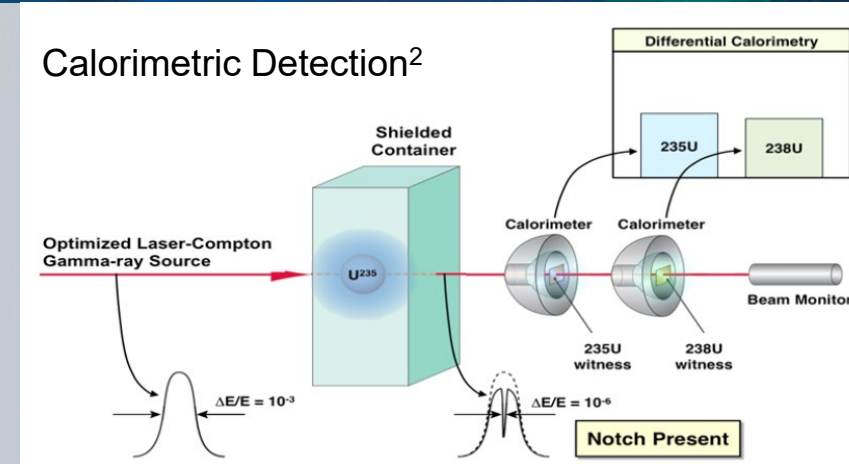 Calorimetric Detection²
Differential Calorimetry
235U
238U
Shielded
Container
Calorimeter
Calorimeter
Optimized Laser-Compton
Gamma-ray Source
U²³⁵
Beam Monitor
235U
witness
238U
witness
ΔE/E = 10⁻³
ΔE/E = 10⁻⁶
Notch Present